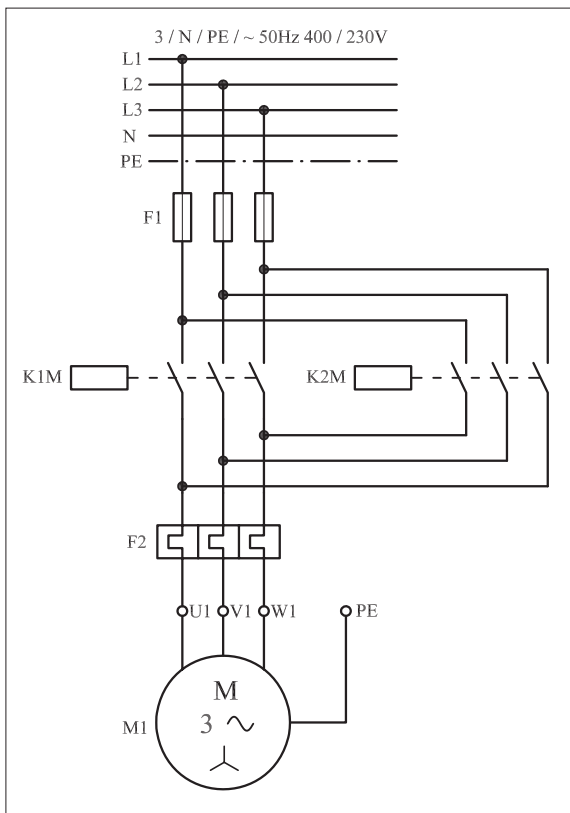 3 / N / PE / ~ 50Hz 400 / 230V
L1
L2
L3
N
PE
F1
K1M
K2M
F2
U1 V1 W1 PE
M
M1
3